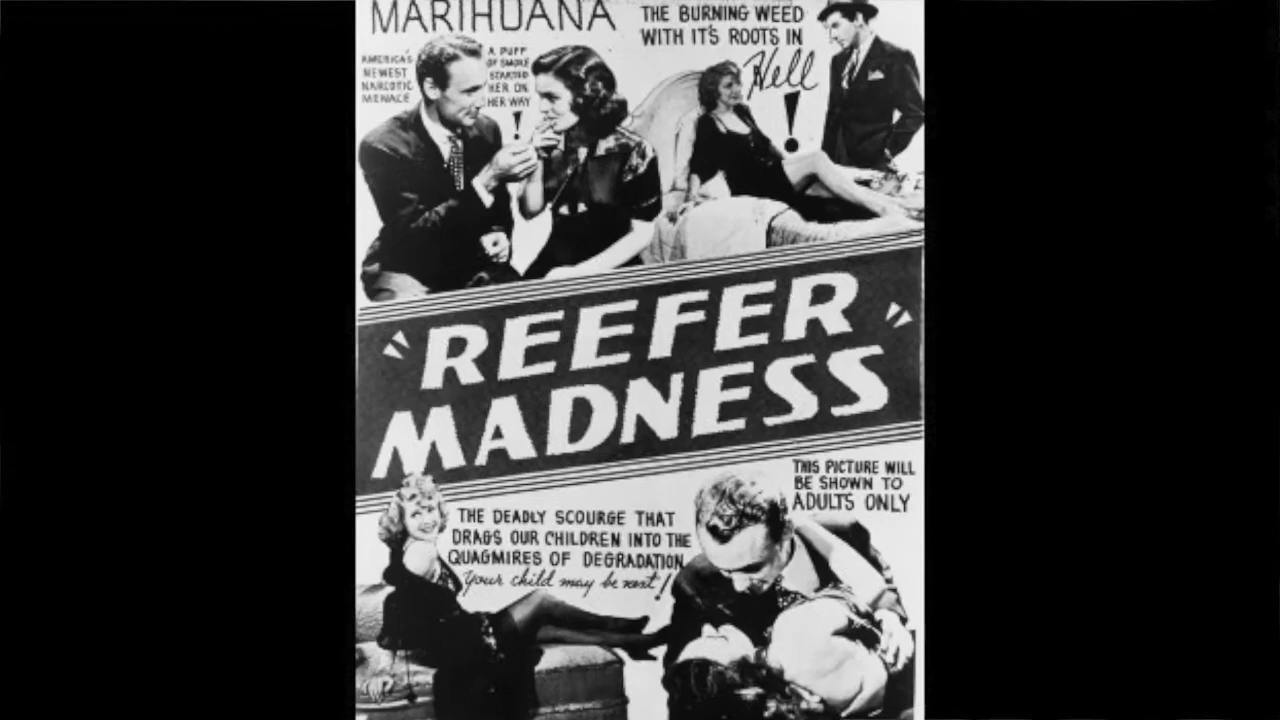 MARIHUANA
THE BURNING WEED
WITH IT'S ROOTS IN
Hell!
AMERICA'S
NEWEST
NARCOTIC
MENACE
A PUFF
OF SMOKE
STARTED
HER ON
HER WAY
!
"REEFER
MADNESS"
THIS PICTURE WILL
BE SHOWN TO
ADULTS ONLY
THE DEADLY SCOURGE THAT
DRAGS OUR CHILDREN INTO THE
QUAGMIRES OF DEGRADATION
Your child may be next!